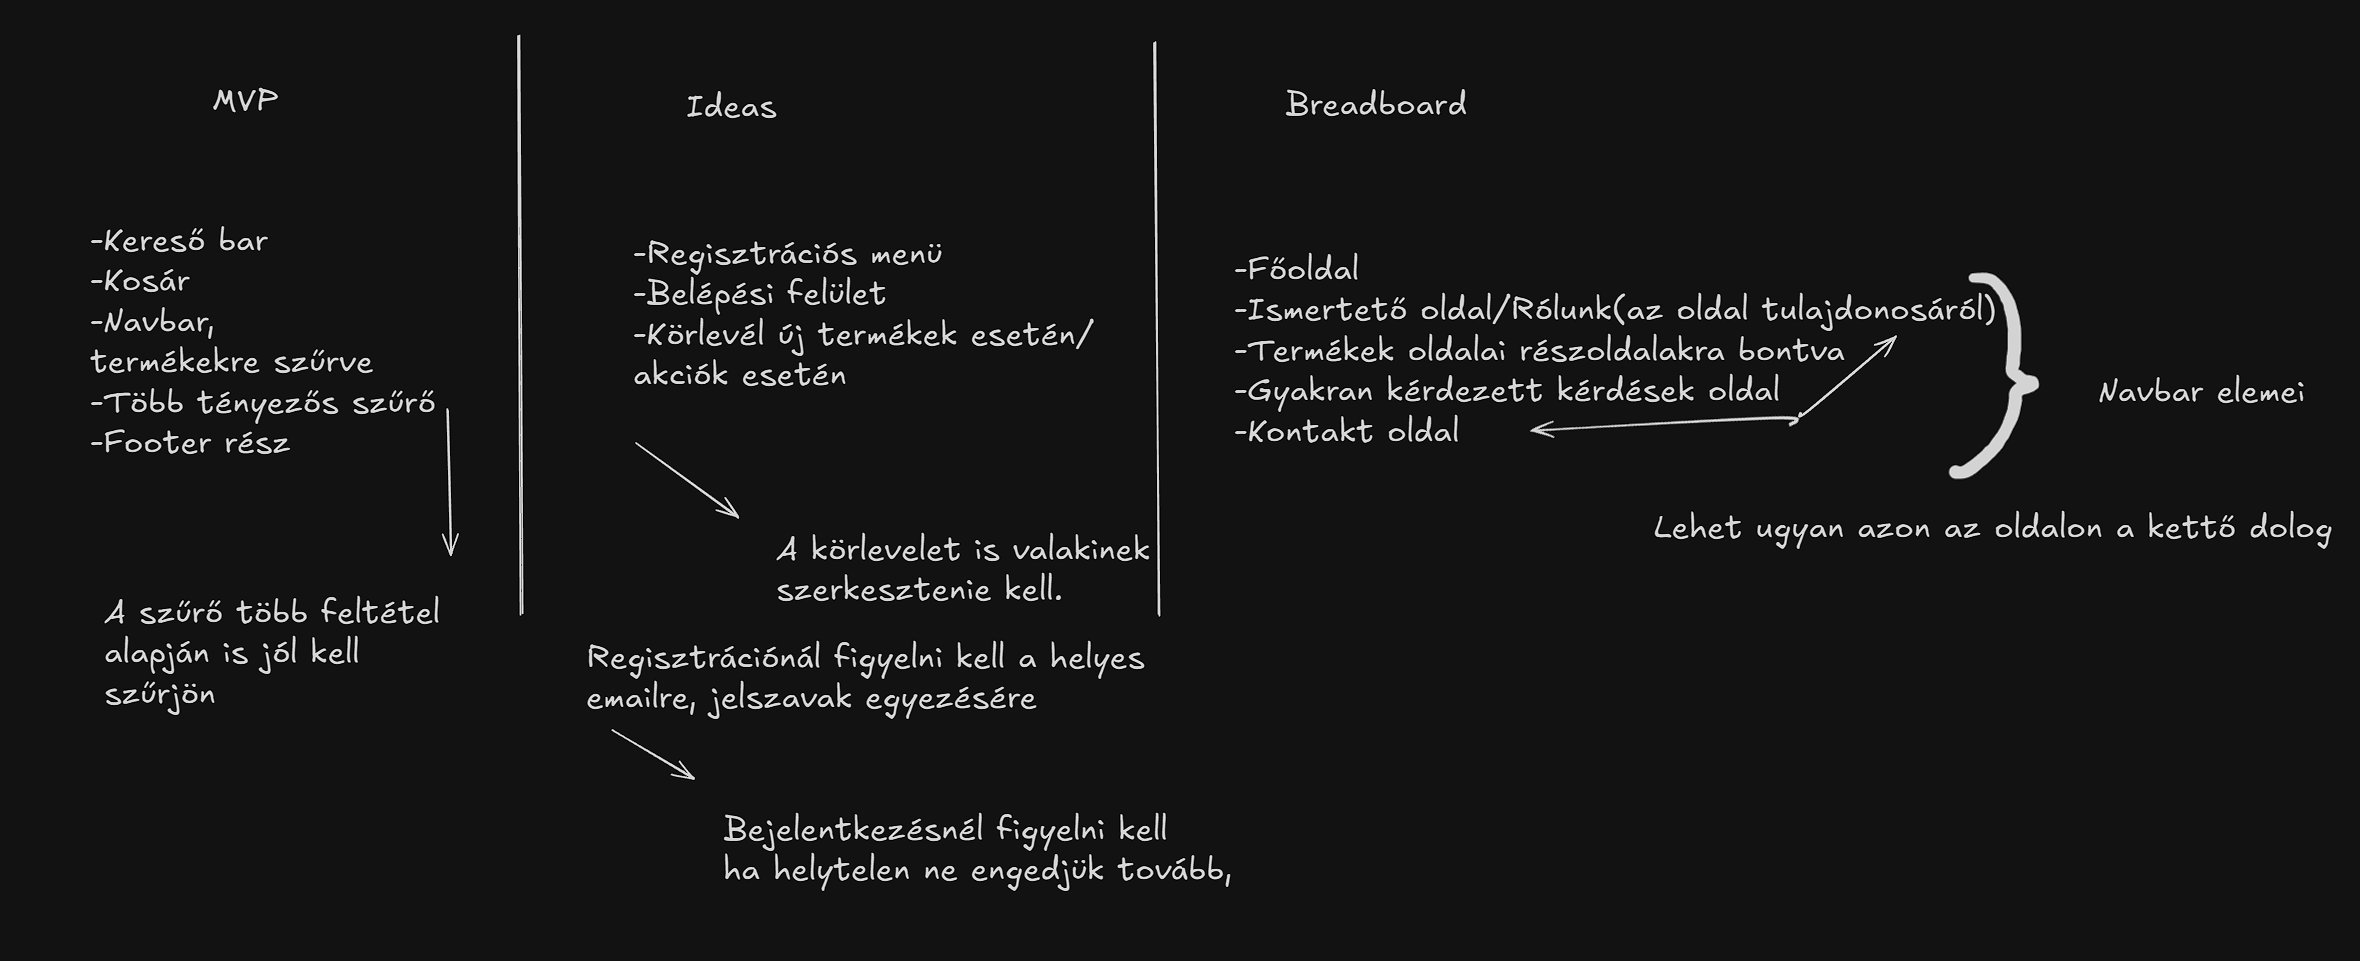 MVP
-Kereső bar
-Kosár
-Navbar,
termékekre szűrve
-Több tényezős szűrő
-Footer rész
A szűrő több feltétel
alapján is jól kell
szűrjön
Ideas
-Regisztrációs menü
-Belépési felület
-Körlevél új termékek esetén/
akciók esetén
A körlevelet is valakinek
szerkesztenie kell.
Regisztrációnál figyelni kell a helyes
emailre, jelszavak egyezésére
Bejelentkezésnél figyelni kell
ha helytelen ne engedjük tovább,
Breadboard
-Főoldal
-Ismertető oldal/Rólunk(az oldal tulajdonosáról)
-Termékek oldalai részoldalakra bontva
-Gyakran kérdezett kérdések oldal
-Kontakt oldal
Navbar elemei
Lehet ugyan azon az oldalon a kettő dolog